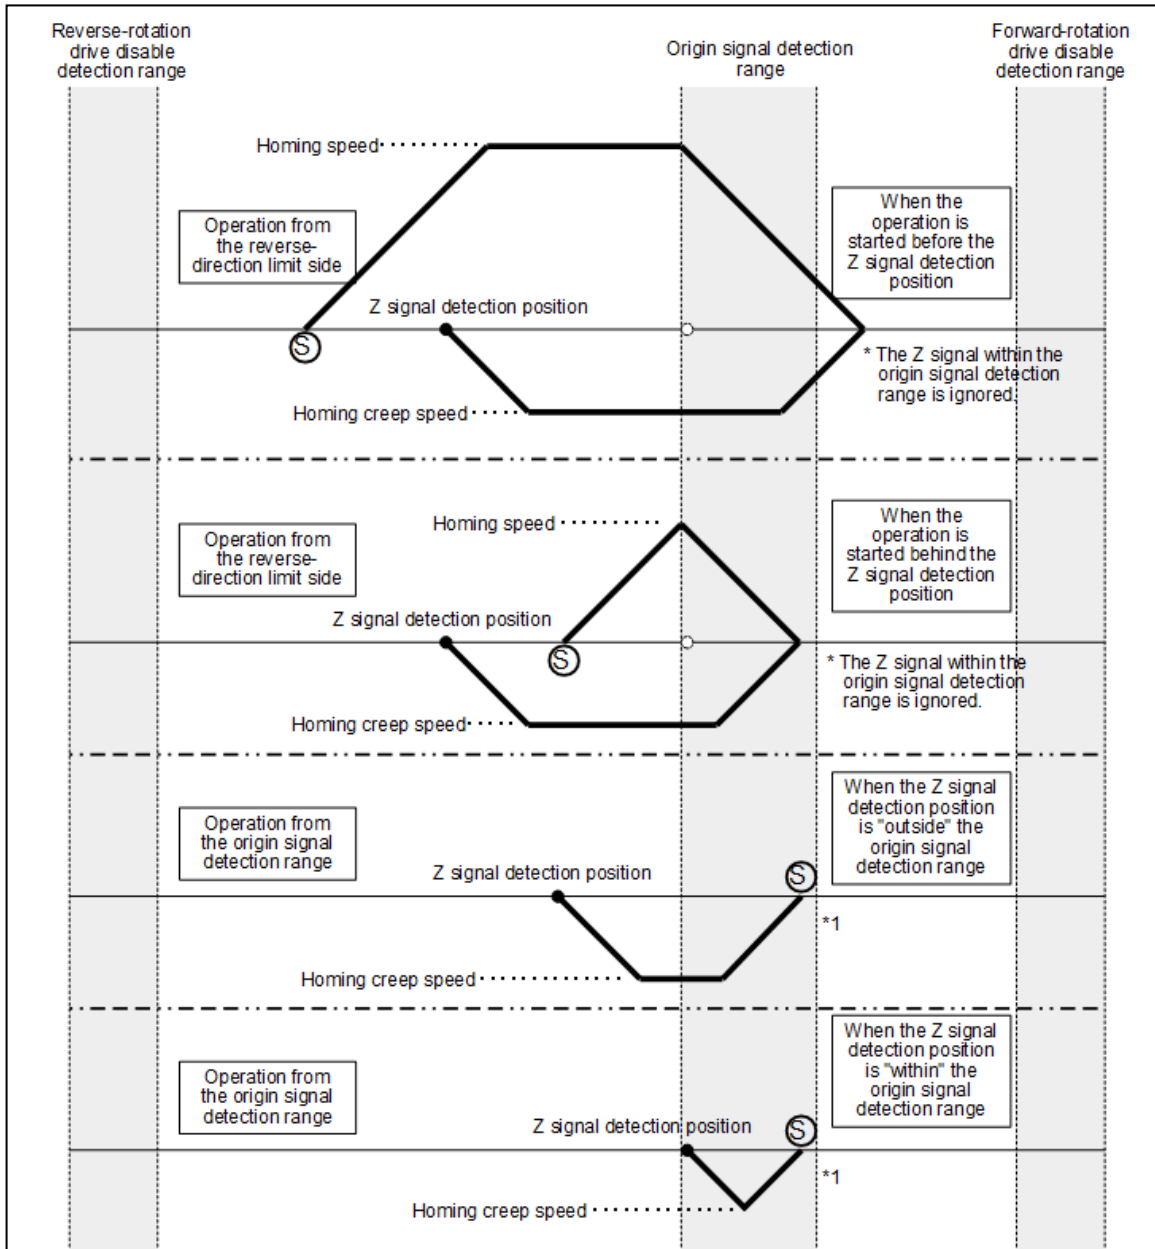 Reverse-rotation
drive disable
detection range
Origin signal detection
range
Forward-rotation
drive disable
detection range
Homing speed
Operation from
the reverse-
direction limit side
When the
operation is
started before the
Z signal detection
position
Z signal detection position
S
* The Z signal within the
origin signal detection
range is ignored.
Homing creep speed
Operation from
the reverse-
direction limit side
Homing speed
When the
operation is
started behind the
Z signal detection
position
Z signal detection position
S
* The Z signal within the
origin signal detection
range is ignored.
Homing creep speed
Operation from
the origin signal
detection range
When the Z signal
detection position
is "outside" the
origin signal
detection range
Z signal detection position
S
*1
Homing creep speed
Operation from
the origin signal
detection range
When the Z signal
detection position
is "within" the
origin signal
detection range
Z signal detection position
S
*1
Homing creep speed